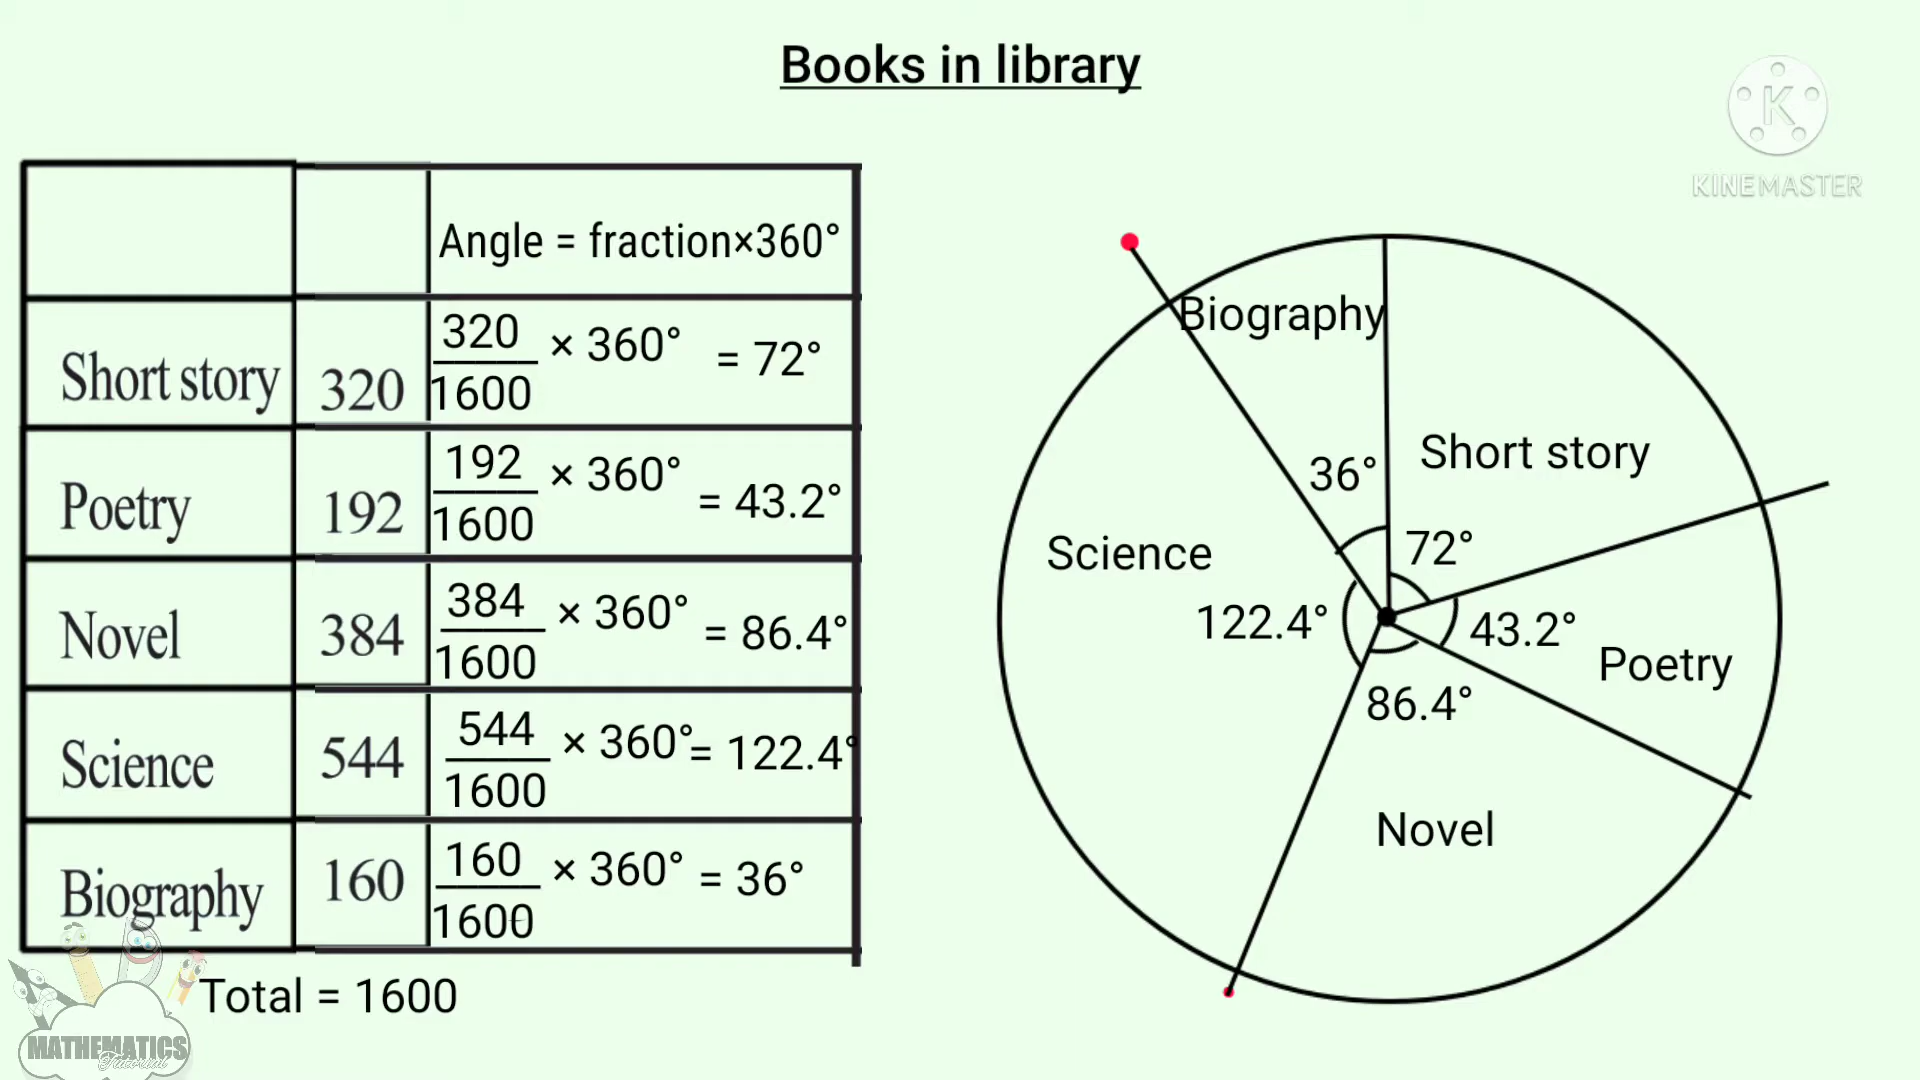 Books in library
K
KINEMASTER
Angle = fraction×360°
Short story 320 320/1600 × 360° = 72°
Poetry 192 192/1600 × 360° = 43.2°
Novel 384 384/1600 × 360° = 86.4°
Science 544 544/1600 × 360° = 122.4°
Biography 160 160/1600 × 360° = 36°
Total = 1600
MATHEMATICS
Tutorial
Biography
36°
Short story
72°
Science
122.4°
43.2°
Poetry
86.4°
Novel